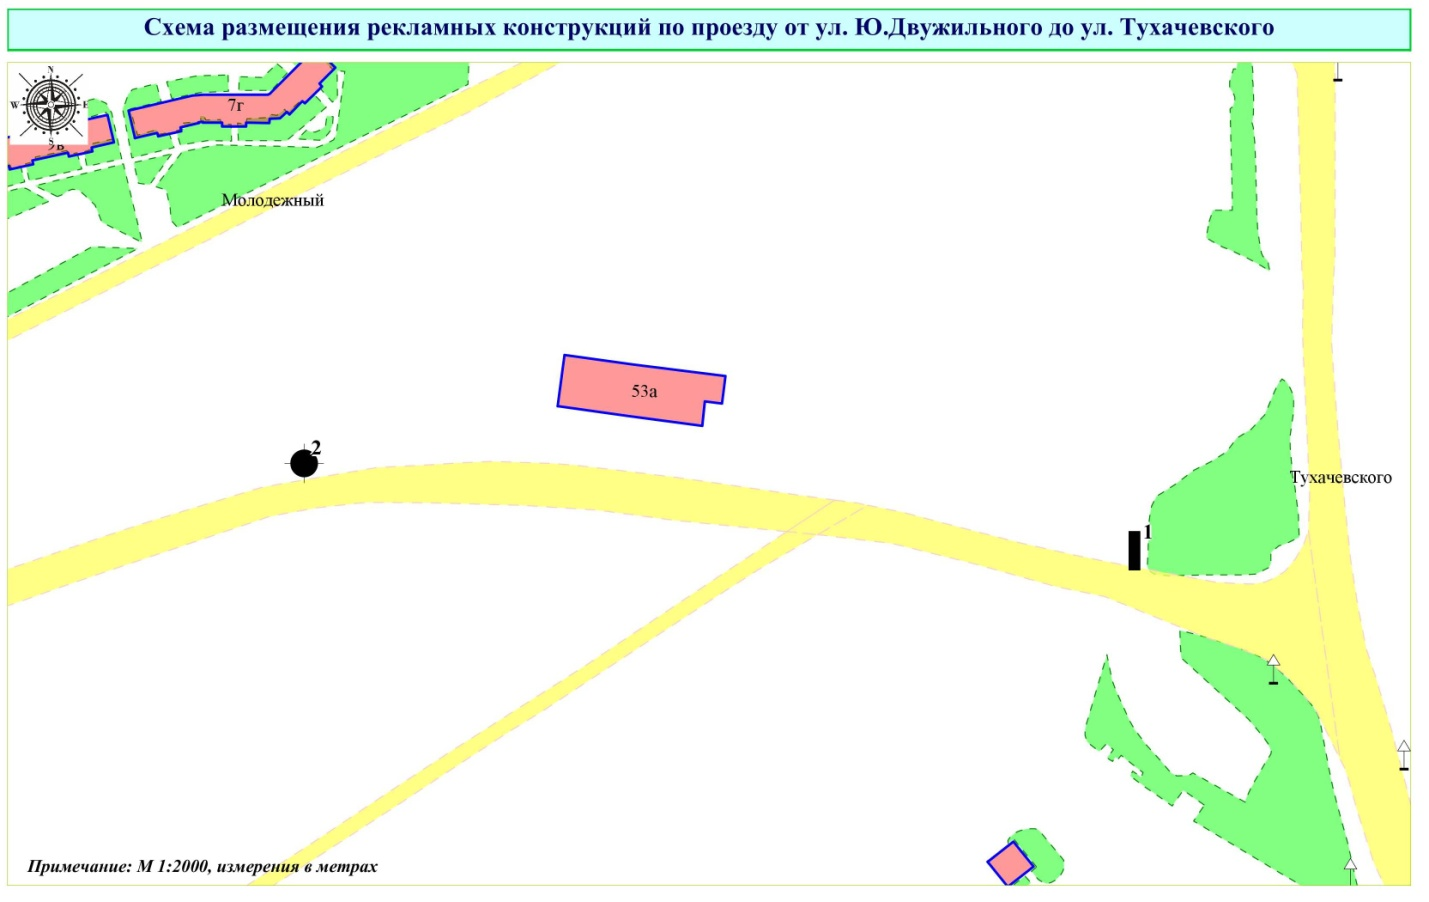 Схема размещения рекламных конструкций по проезду от ул. Ю.Двужильного до ул. Тухачевского
N
W
E
S
7г
9в
Молодежный
53а
2
Тухачевского
1
Примечание: М 1:2000, измерения в метрах